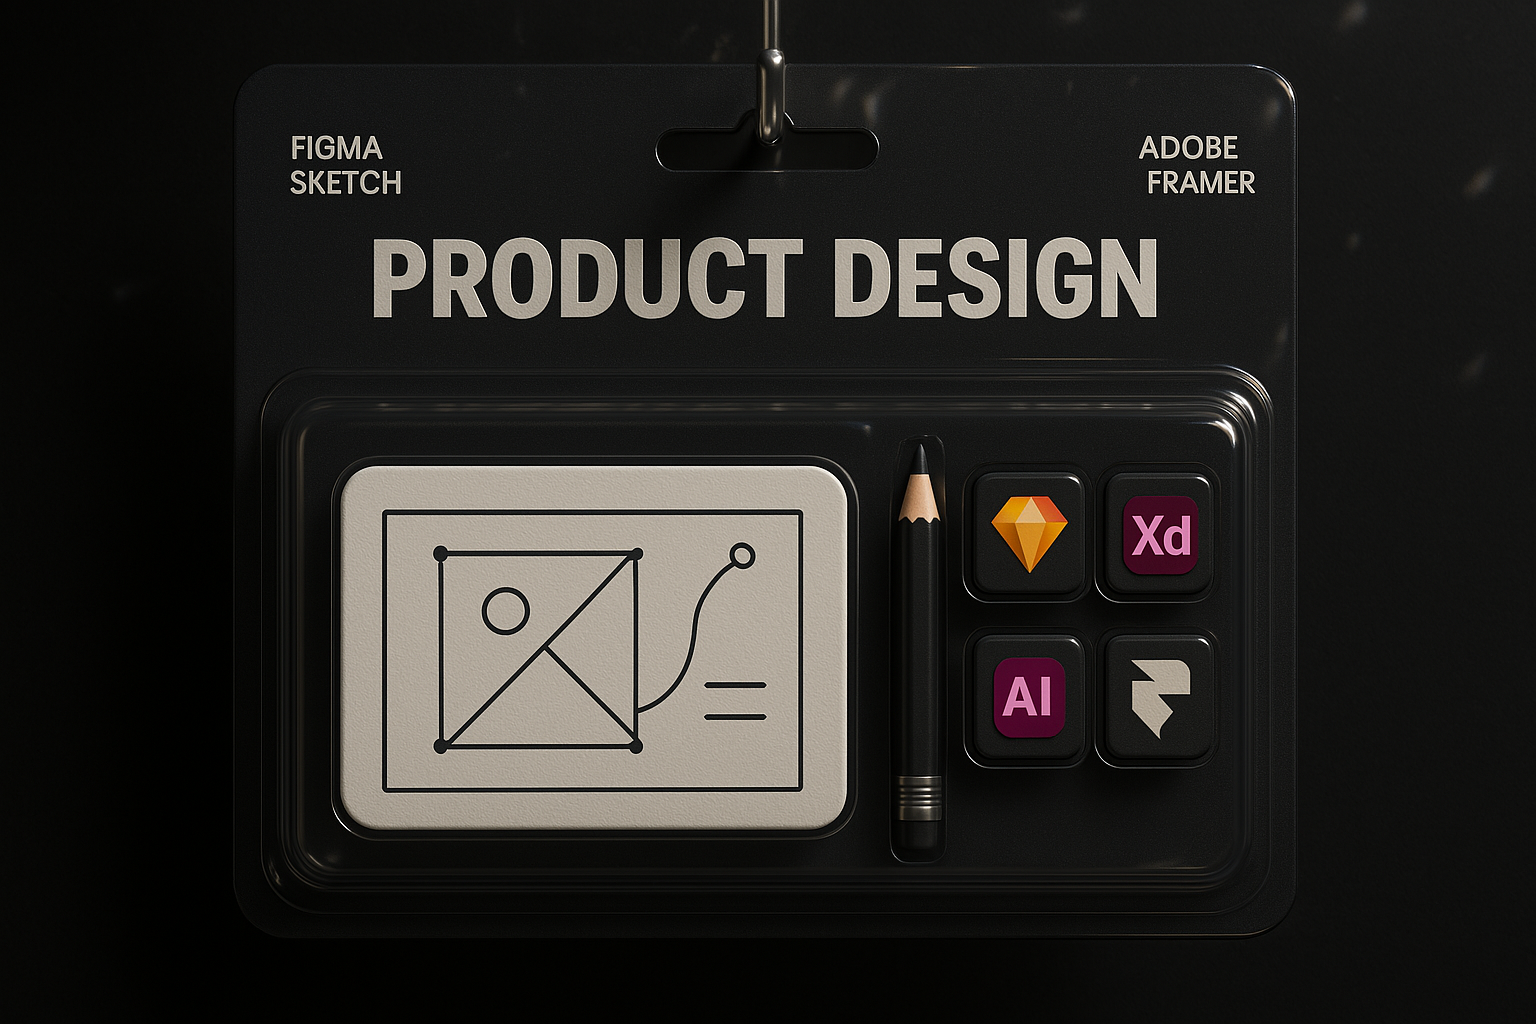 FIGMA
SKETCH
ADOBE
FRAMER
PRODUCT DESIGN
Xd
AI